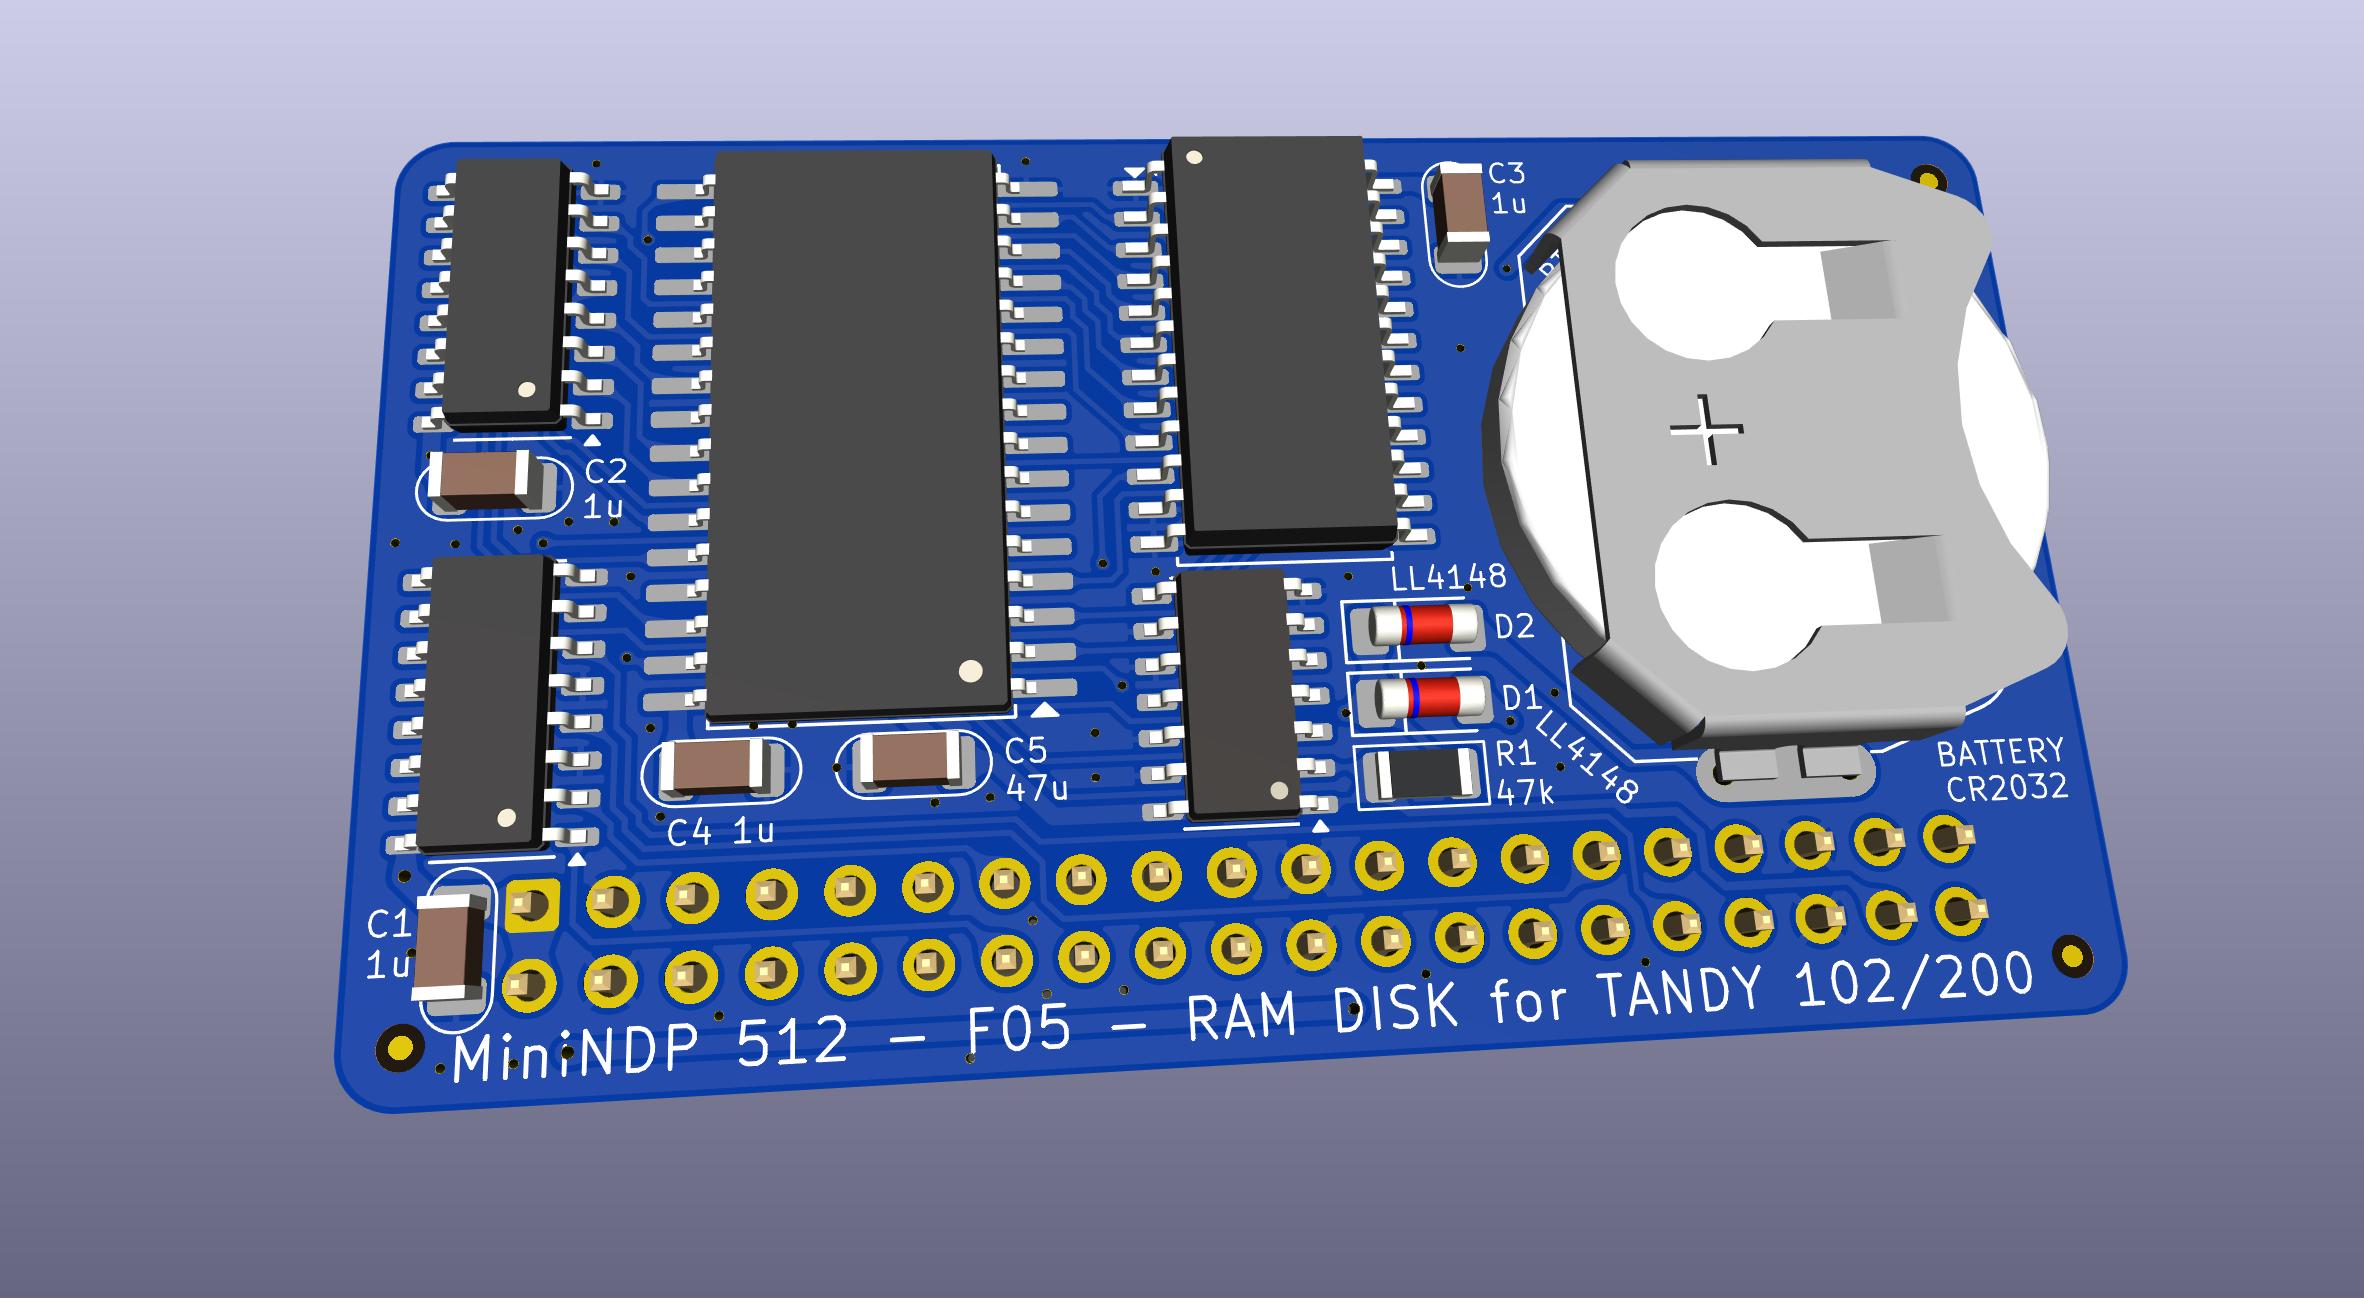 C3
1u
C2
1u
LL4148
D2
D1
LL4148
R1
47k
C5
47u
C4 1u
BATTERY
CR2032
C1
1u
+
MiniNDP 512 – F05 – RAM DISK for TANDY 102/200